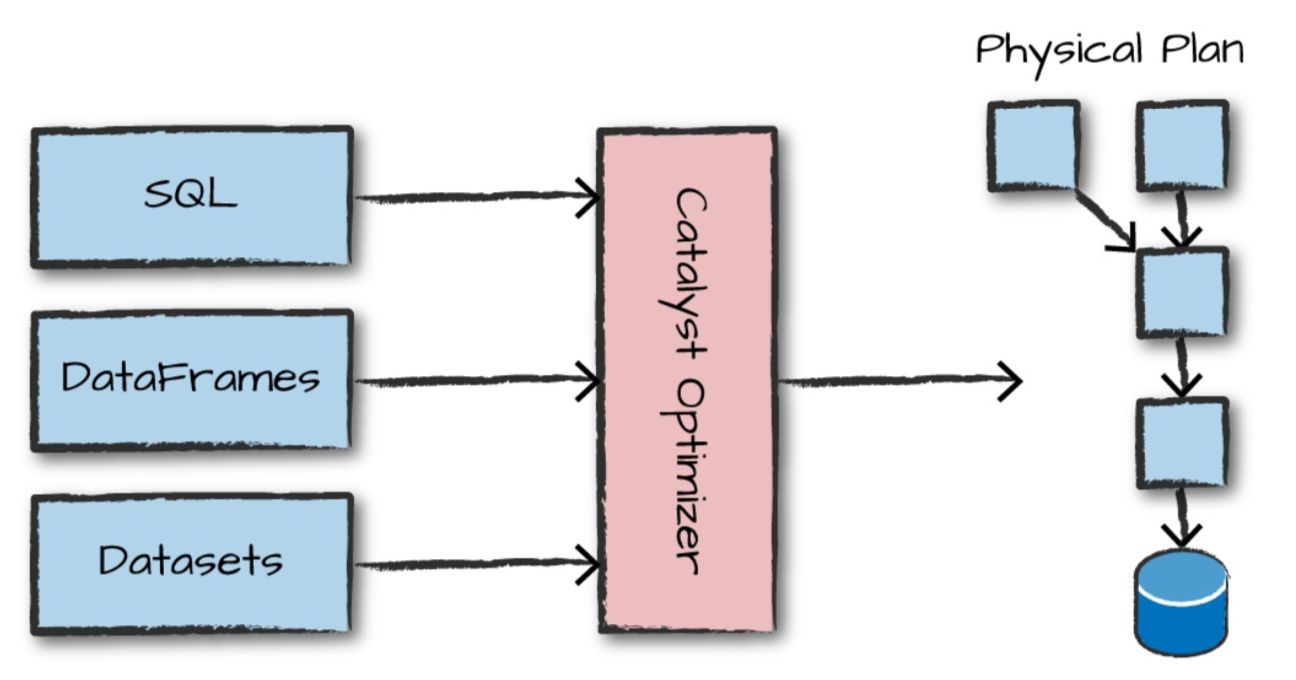 Physical Plan
SQL
DataFrames
Datasets
Catalyst Optimizer